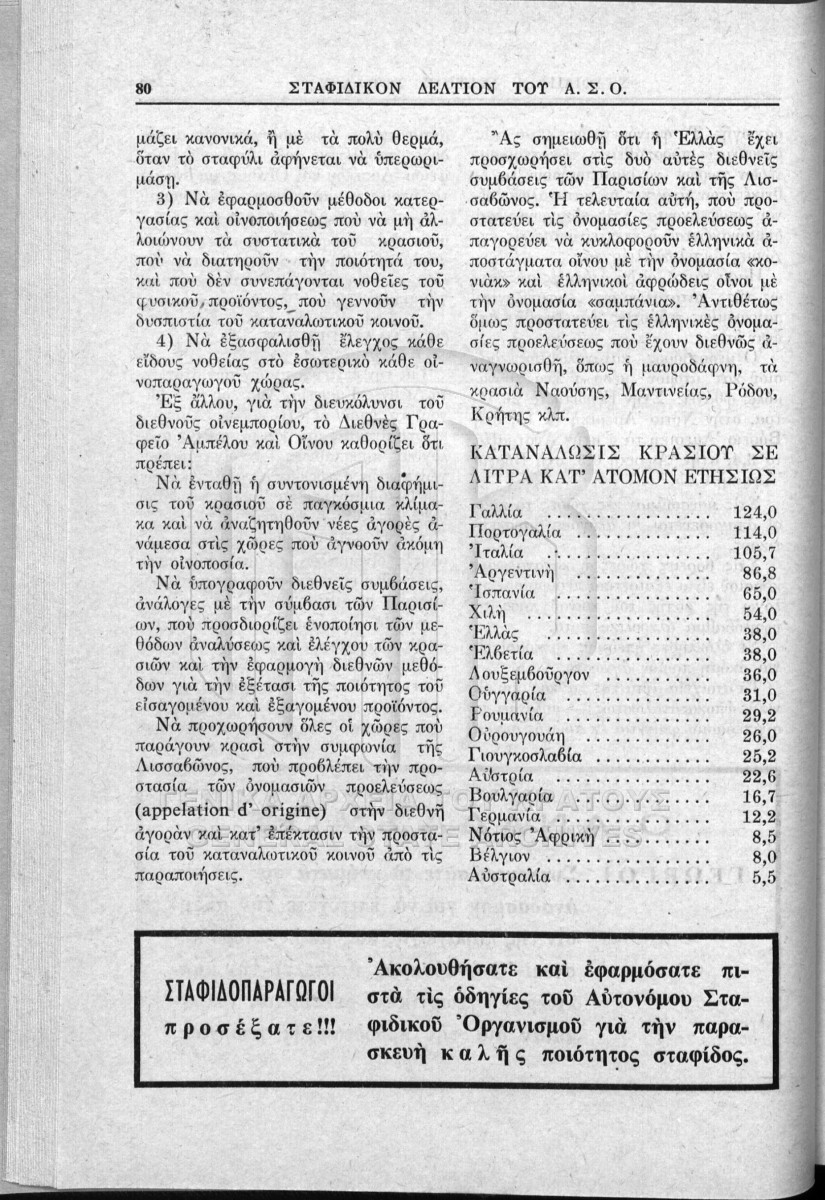 80
ΣΤΑΦΙΔΙΚΟΝ ΔΕΛΤΙΟΝ ΤΟΥ Α.Σ.Ο.
μάζει κανονικά, ἢ μὲ τὰ πολὺ θερμά,
ὅταν τὸ σταφύλι ἀφήνεται νὰ ὑπερωρι-
μάσῃ.
3) Νὰ ἐφαρμοσθοῦν μέθοδοι κατερ-
γασίας καὶ οἰνοποιήσεως ποὺ νὰ μὴ ἀλ-
λοιώνουν τὰ συστατικὰ τοῦ κρασιοῦ,
ποὺ νὰ διατηροῦν τὴν ποιότητά του,
καὶ ποὺ δὲν συνεπάγονται νοθεῖες τοῦ
φυσικοῦ, προϊόντος, ποὺ γεννοῦν τὴν
δυσπιστία τοῦ καταναλωτικοῦ κοινοῦ.
4) Νὰ ἐξασφαλισθῇ ἔλεγχος κάθε
εἴδους νοθείας στὸ ἐσωτερικὸ κάθε οἰ-
νοπαραγωγοῦ χώρας.
Ἐξ ἄλλου, γιὰ τὴν διευκόλυνσι τοῦ
διεθνοῦς οἰνεμπορίου, τὸ Διεθνὲς Γρα-
φεῖο Ἀμπέλου καὶ Οἴνου καθορίζει ὅτι
πρέπει:
Νὰ ἐνταθῇ ἡ συντονισμένη διαφήμι-
σις τοῦ κρασιοῦ σὲ παγκόσμια κλίμα-
κα καὶ νὰ ἀναζητηθοῦν νέες ἀγορὲς ἀ-
νάμεσα στὶς χῶρες ποὺ ἀγνοοῦν ἀκόμη
τὴν οἰνοποσία.
Νὰ ὑπογραφοῦν διεθνεῖς συμβάσεις,
ἀνάλογες μὲ τὴν σύμβασι τῶν Παρισί-
ων, ποὺ προσδιορίζει ἑνοποίησι τῶν με-
θόδων ἀναλύσεως καὶ ἐλέγχου τῶν κρα-
σιῶν καὶ τὴν ἐφαρμογὴ διεθνῶν μεθό-
δων γιὰ τὴν ἐξέτασι τῆς ποιότητος τοῦ
εἰσαγομένου καὶ ἐξαγομένου προϊόντος.
Νὰ προχωρήσουν ὅλες οἱ χῶρες ποὺ
παράγουν κρασὶ στὴν συμφωνία τῆς
Λισσαβῶνος, ποὺ προβλέπει τὴν προ-
στασία τῶν ὀνομασιῶν προελεύσεως
(appelation d' origine) στὴν διεθνῆ
ἀγορὰν καὶ κατ' ἐπέκτασιν τὴν προστα-
σία τοῦ καταναλωτικοῦ κοινοῦ ἀπὸ τὶς
παραποιήσεις.
Ἂς σημειωθῇ ὅτι ἡ Ἑλλὰς ἔχει
προσχωρήσει στὶς δυὸ αὐτὲς διεθνεῖς
συμβάσεις τῶν Παρισίων καὶ τῆς Λισ-
σαβῶνος. Ἡ τελευταία αὐτή, ποὺ προ-
στατεύει τὶς ὀνομασίες προελεύσεως ἀ-
παγορεύει νὰ κυκλοφοροῦν ἑλληνικὰ ἀ-
ποστάγματα οἴνου μὲ τὴν ὀνομασία «κο-
νιὰκ» καὶ ἑλληνικοὶ ἀφρώδεις οἶνοι μὲ
τὴν ὀνομασία «σαμπάνια». Ἀντιθέτως
ὅμως προστατεύει τὶς ἑλληνικὲς ὀνομα-
σίες προελεύσεως ποὺ ἔχουν διεθνῶς ἀ-
ναγνωρισθῆ, ὅπως ἡ μαυροδάφνη, τὰ
κρασιὰ Ναούσης, Μαντινείας, Ρόδου,
Κρήτης κλπ.
ΚΑΤΑΝΑΛΩΣΙΣ ΚΡΑΣΙΟΥ ΣΕ
ΛΙΤΡΑ ΚΑΤ' ΑΤΟΜΟΝ ΕΤΗΣΙΩΣ
Γαλλία ................. 124,0
Πορτογαλία .............. 114,0
Ἰταλία ................. 105,7
Ἀργεντινὴ .............. 86,8
Ἱσπανία ................ 65,0
Χιλὴ ................... 54,0
Ἑλλὰς .................. 38,0
Ἑλβετία ................ 38,0
Λουξεμβοῦργον ........... 36,0
Οὑγγαρία ............... 31,0
Ρουμανία ............... 29,2
Οὐρουγουάη ............. 26,0
Γιουγκοσλαβία ........... 25,2
Αὐστρία ................ 22,6
Βουλγαρία .............. 16,7
Γερμανία ............... 12,2
Νότιος Ἀφρικὴ ........... 8,5
Βέλγιον ................ 8,0
Αὐστραλία .............. 5,5
ΓΕΝΙΚΑ ΑΡΧΕΙΑ ΤΟΥ ΚΡΑΤΟΥΣ
GENERAL STATE ARCHIVES
ΣΤΑΦΙΔΟΠΑΡΑΓΩΓΟΙ
προσέξατε!!!
Ἀκολουθήσατε καὶ ἐφαρμόσατε πι-
στὰ τὶς ὁδηγίες τοῦ Αὐτονόμου Στα-
φιδικοῦ Ὀργανισμοῦ γιὰ τὴν παρα-
σκευὴ καλῆς ποιότητος σταφίδος.